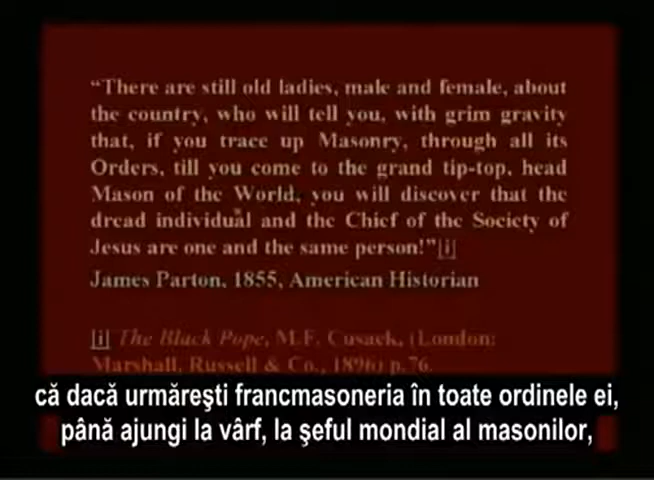 “There are still old ladies, male and female, about
the country, who will tell you, with grim gravity
that, if you trace up Masonry, through all its
Orders, till you come to the grand tip-top, head
Mason of the World, you will discover that the
dread individual and the Chief of the Society of
Jesus are one and the same person!”[i]
James Parton, 1855, American Historian
[i] The Black Pope, M.F. Cusack, (London:
Marshall, Russell & Co., 1896) p.76.
că dacă urmăreşti francmasoneria în toate ordinele ei,
până ajungi la vârf, la şeful mondial al masonilor,